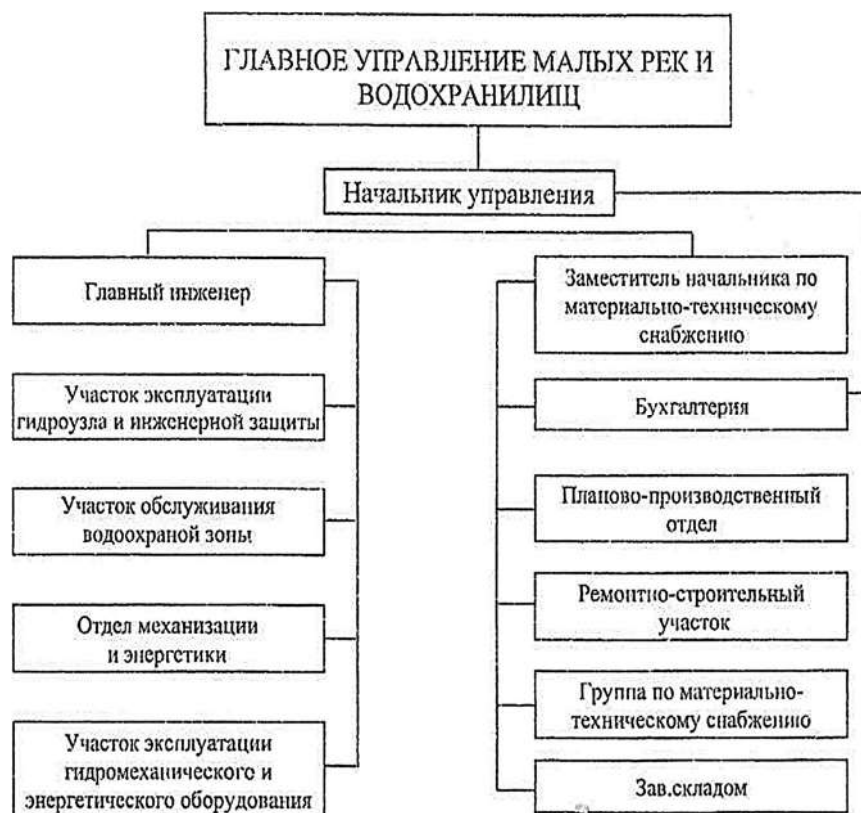 ГЛАВНОЕ УПРАВЛЕНИЕ МАЛЫХ РЕК И
ВОДОХРАНИЛИЩ
Начальник управления
Главный инженер
Участок эксплуатации
гидроузла и инженерной защиты
Участок обслуживания
водоохраной зоны
Отдел механизации
и энергетики
Участок эксплуатации
гидромеханического и
энергетического оборудования
Заместитель начальника по
материально-техническому
снабжению
Бухгалтерия
Планово-производственный
отдел
Ремонтно-строительный
участок
Группа по материально-
техническому снабжению
Зав.складом